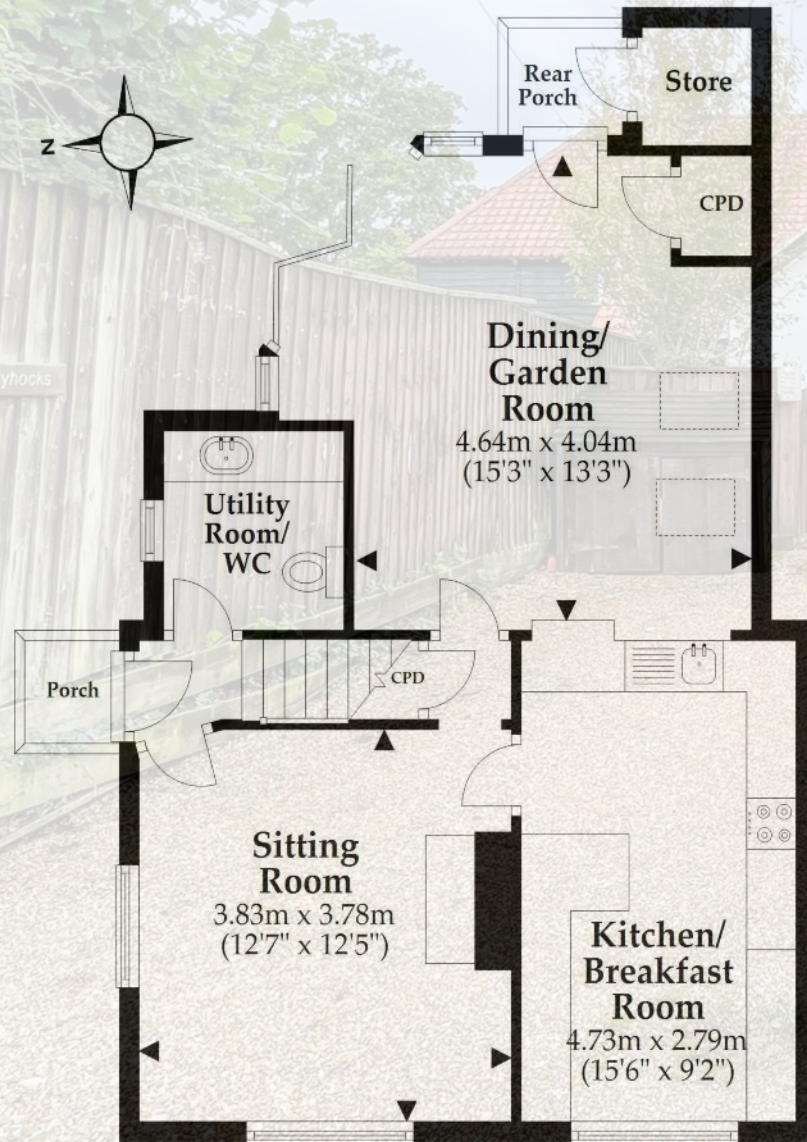 Rear
Porch
Store
N
CPD
Dining/
Garden
Room
4.64m x 4.04m
(15'3" x 13'3")
yhocks
Utility
Room/
WC
Porch
CPD
Sitting
Room
3.83m x 3.78m
(12'7" x 12'5")
Kitchen/
Breakfast
Room
4.73m x 2.79m
(15'6" x 9'2")